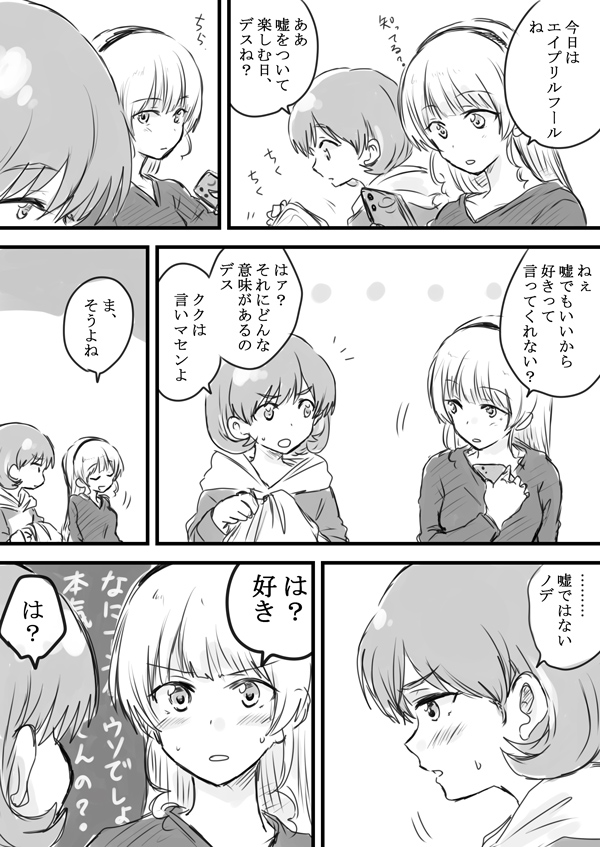 今日は
エイプリルフール
ね
知ってる?
ああ
嘘をついて
楽しむ日、
デスね?
ちく
ちく
ちら
ねぇ
嘘でもいいから
好きって
言ってくれない?
はァ?
それにどんな
意味があるの
デス
ククは
言いマセンよ
ま、
そうよね
………
嘘ではない
ノデ
は?
好き
は?
ウソでしょ
本気